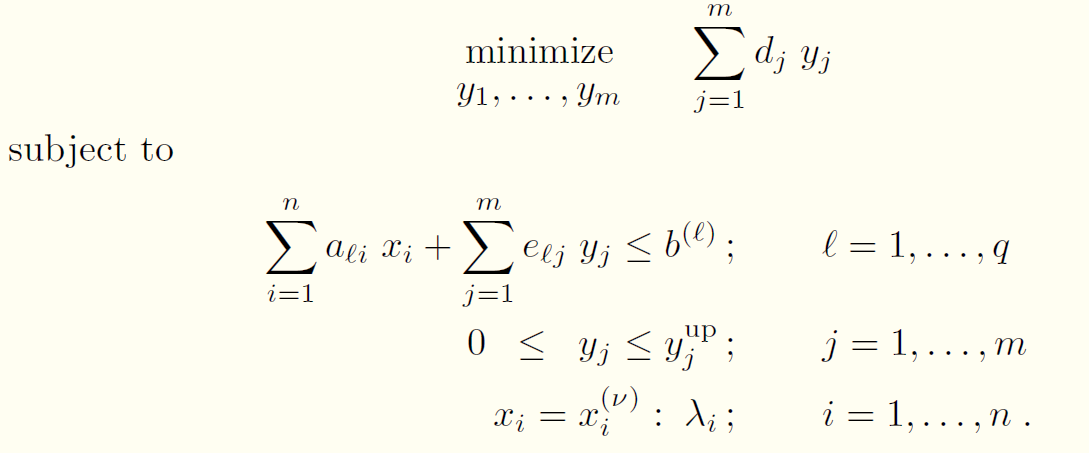 minimize ∑_{j=1}^{m} d_j y_j
y_1, . . . , y_m
subject to
∑_{i=1}^{n} a_{ℓi} x_i + ∑_{j=1}^{m} e_{ℓj} y_j ≤ b^{(ℓ)} ; ℓ = 1, . . . , q
0 ≤ y_j ≤ y_j^{up} ; j = 1, . . . , m
x_i = x_i^{(ν)} : λ_i ; i = 1, . . . , n .